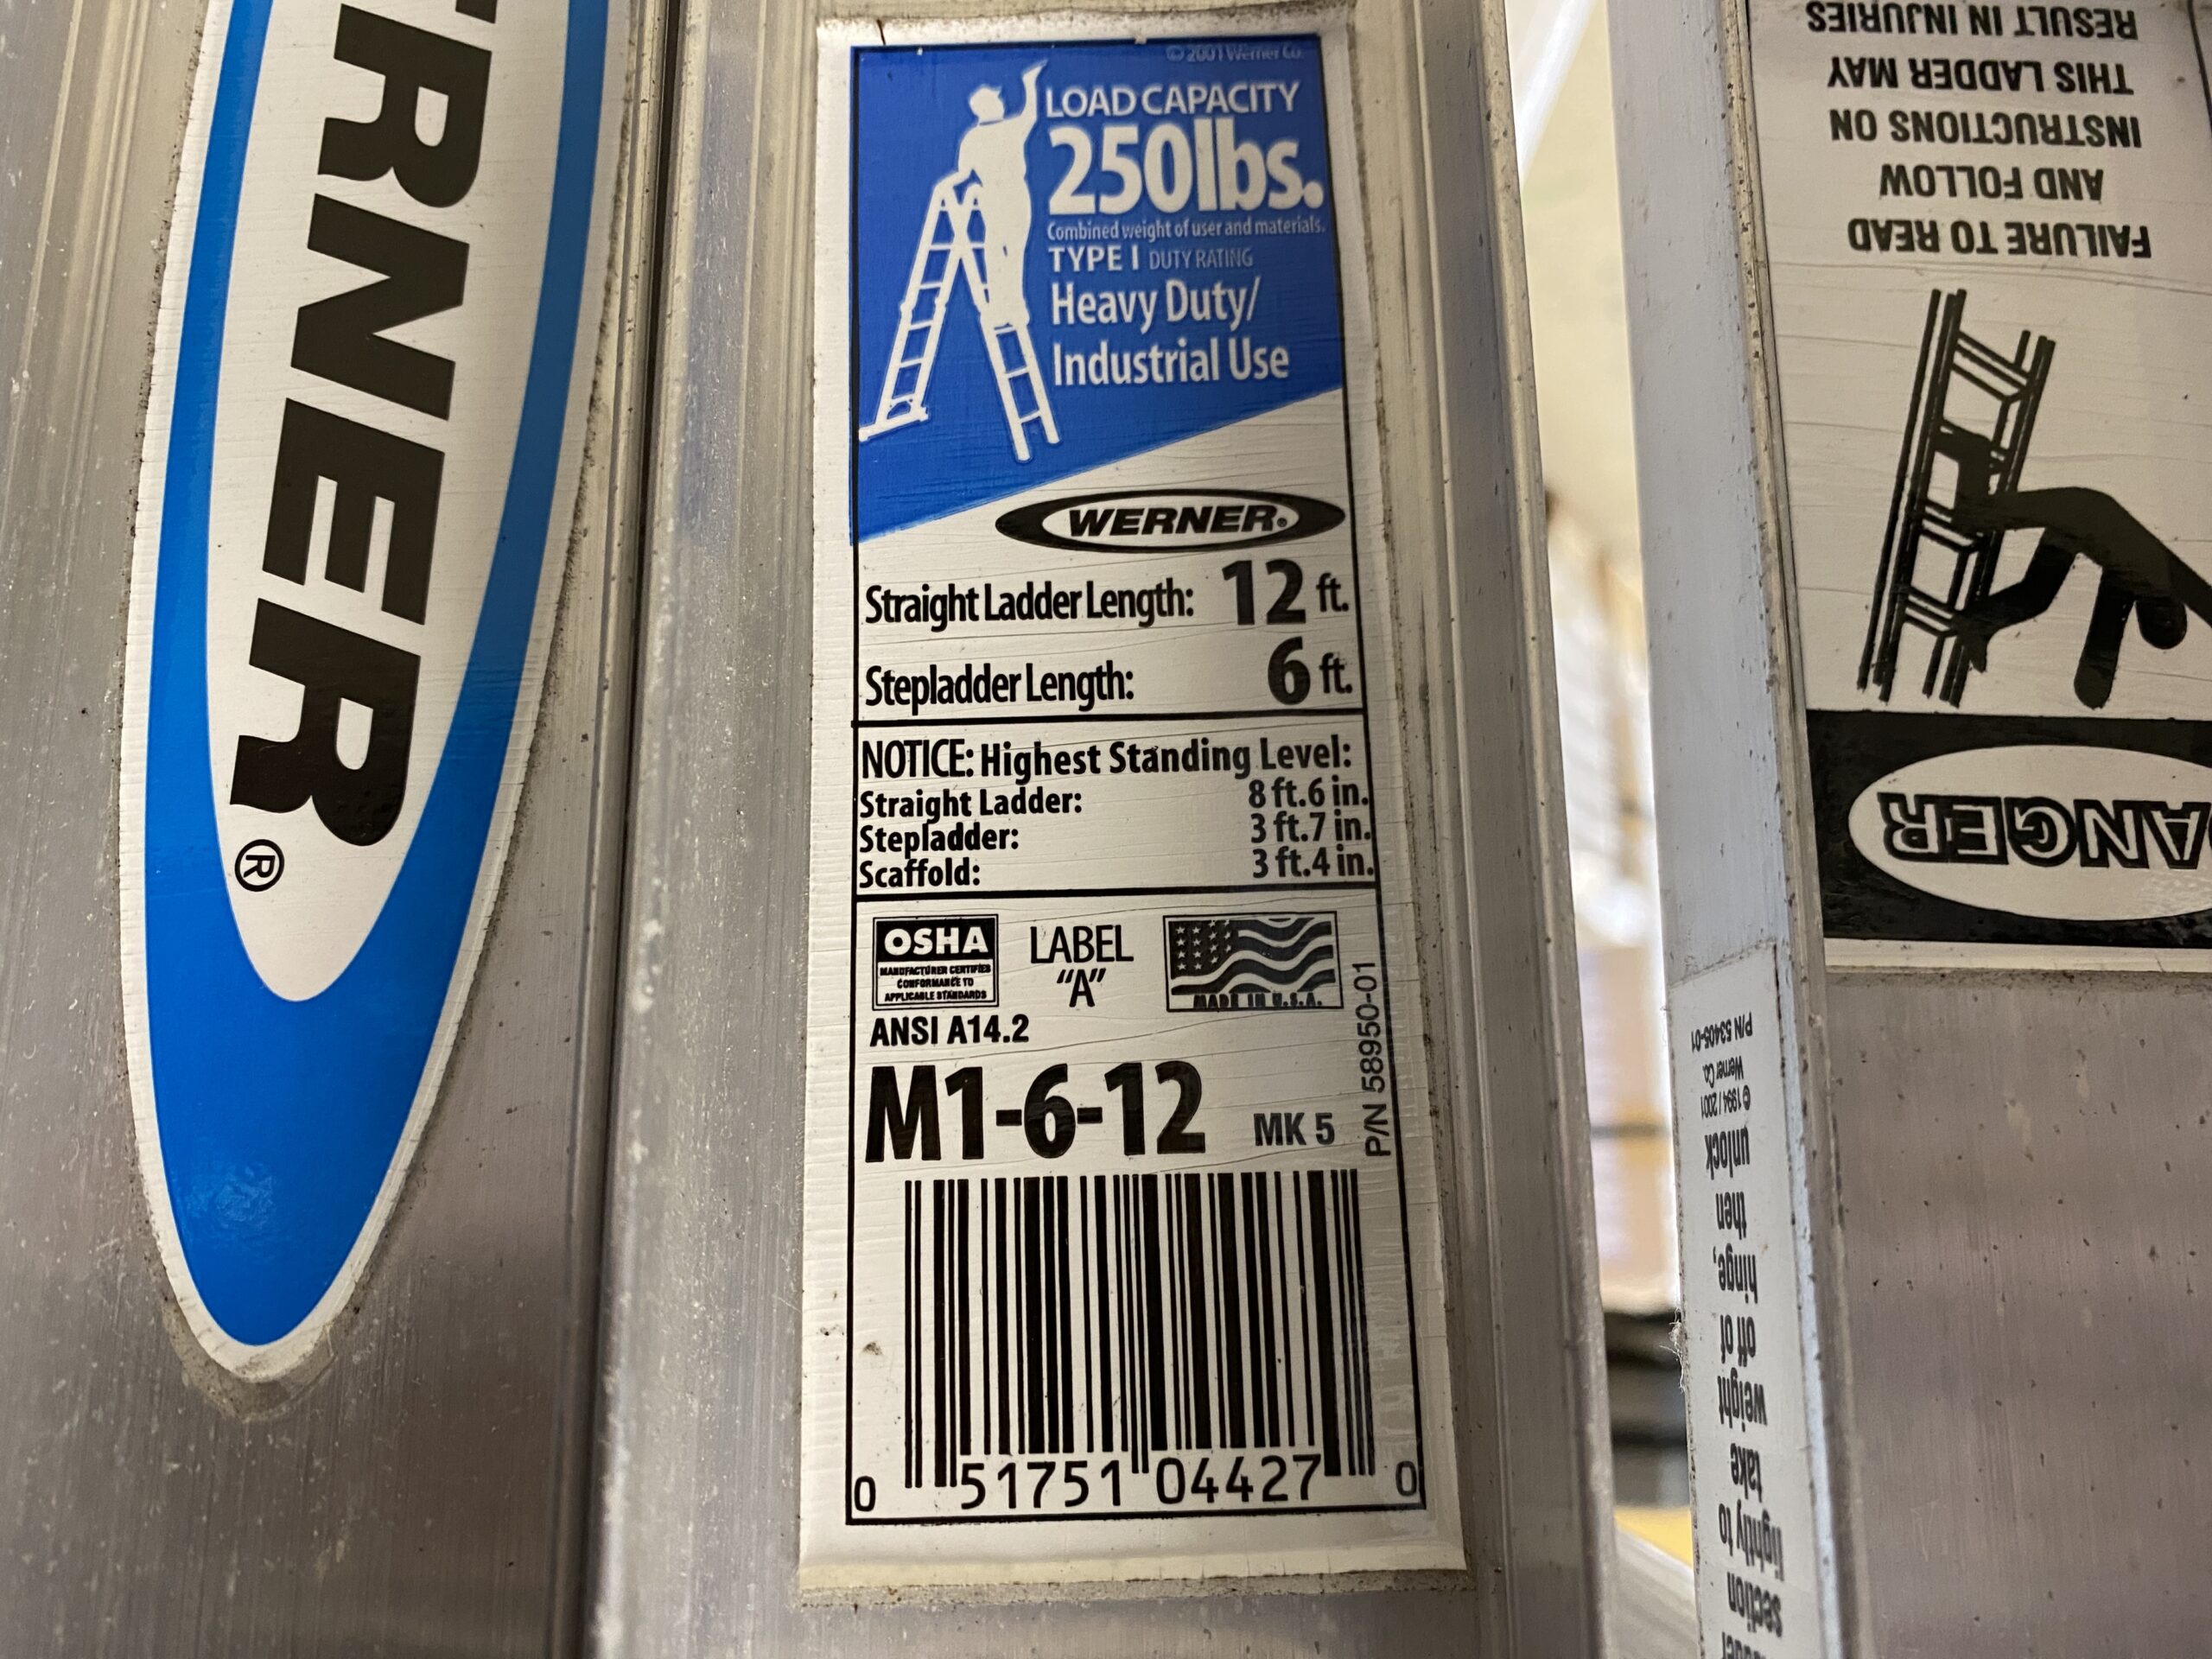 ERNER®
© 2001 Werner Co.
LOAD CAPACITY
250lbs.
Combined weight of user and materials.
TYPE I DUTY RATING
Heavy Duty/
Industrial Use
WERNER®
Straight Ladder Length: 12 ft.
Stepladder Length: 6 ft.
NOTICE: Highest Standing Level:
Straight Ladder: 8 ft.6 in.
Stepladder: 3 ft.7 in.
Scaffold: 3 ft.4 in.
OSHA
MANUFACTURER CERTIFIES
CONFORMANCE TO
APPLICABLE STANDARDS
LABEL
"A"
MADE IN U.S.A.
ANSI A14.2
M1-6-12 MK 5
P/N 58950-01
0 51751 04427 0
ANGER
FAILURE TO READ
AND FOLLOW
INSTRUCTIONS ON
THIS LADDER MAY
RESULT IN INJURIES
section
lightly to
take
weight
off of
hinge,
then
unlock
© 1994 / 2001
Werner Co.
P/N 53405-01